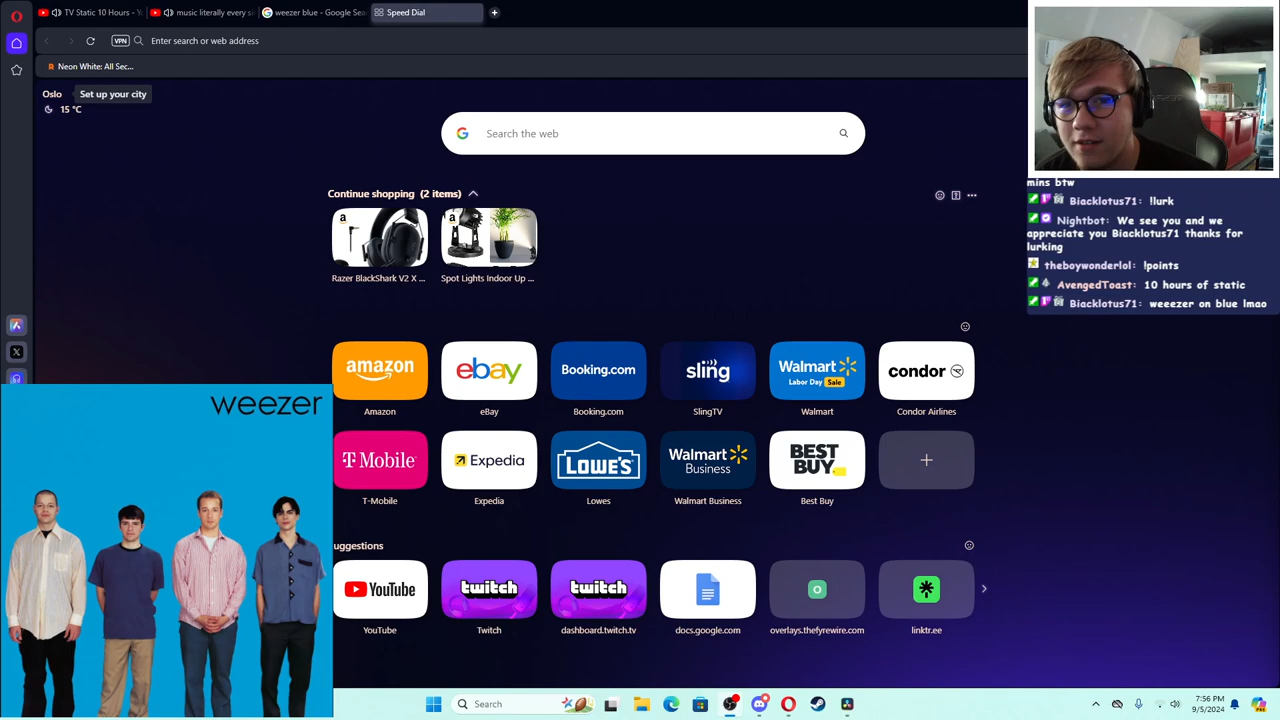 TV Static 10 Hours - Yo
music literally every si
weezer blue - Google Sea
Speed Dial
VPN
Enter search or web address
Neon White: All Sec...
Oslo
Set up your city
15 °C
Search the web
Continue shopping (2 items)
Razer BlackShark V2 X ...
Spot Lights Indoor Up ...
mins btw
Biacklotus71: !lurk
Nightbot: We see you and we
appreciate you Biacklotus71 thanks for
lurking
theboywonderlol: !points
AvengedToast: 10 hours of static
Biacklotus71: weeezer on blue lmao
amazon
ebay
Booking.com
sling
Walmart
Labor Day Sale
condor
Amazon
eBay
Booking.com
SlingTV
Walmart
Condor Airlines
weezer
T Mobile
Expedia
LOWE'S
Walmart
Business
BEST
BUY
T-Mobile
Expedia
Lowes
Walmart Business
Best Buy
uggestions
YouTube
twitch
twitch
O
YouTube
Twitch
dashboard.twitch.tv
docs.google.com
overlays.thefyrewire.com
linktr.ee
Search
7:56 PM
9/5/2024